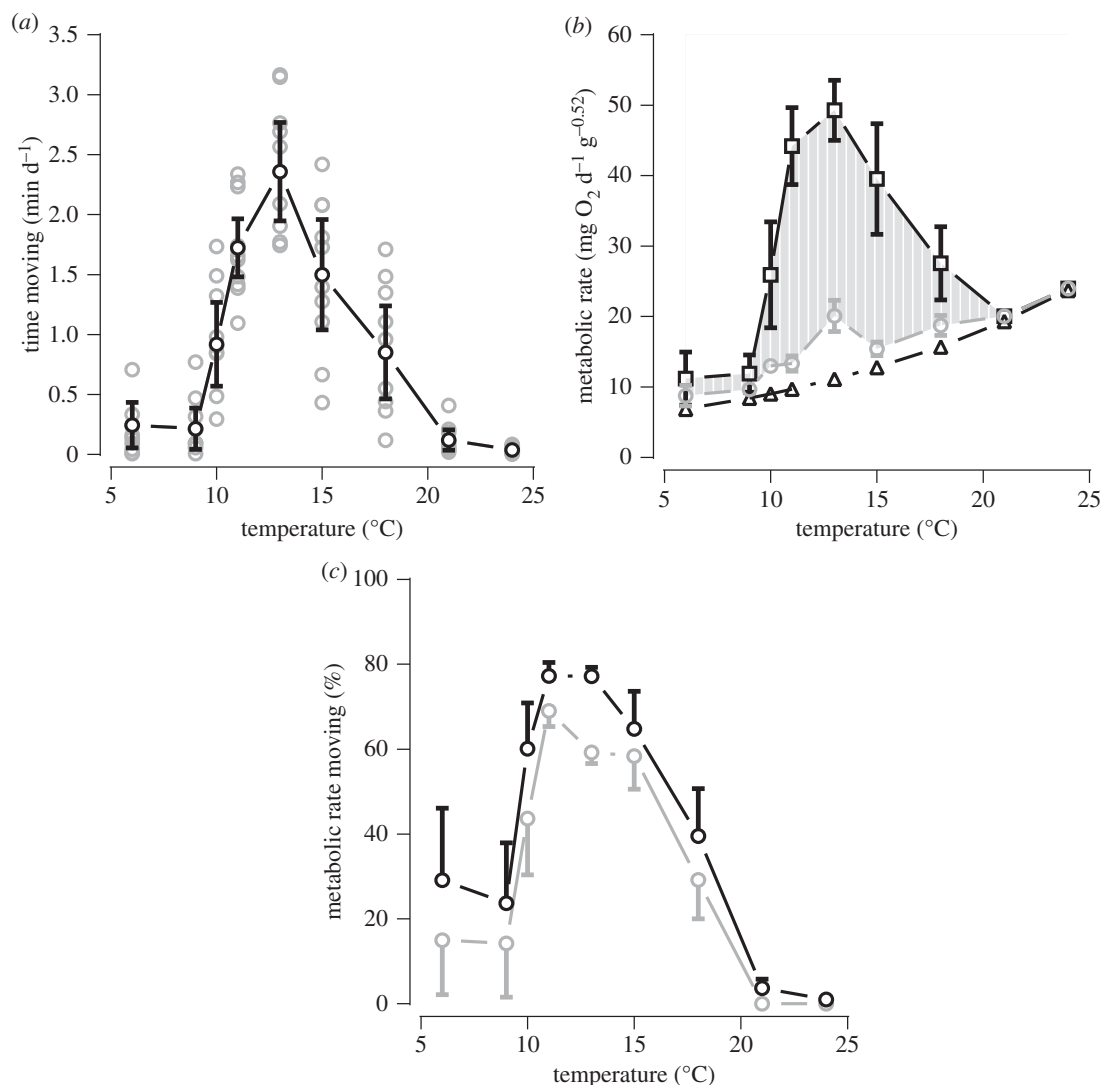 (a)
3.5
3.0
2.5
2.0
1.5
1.0
0.5
0
time moving (min d⁻¹)
5 10 15 20 25
temperature (°C)
(b)
60
50
40
30
20
10
0
metabolic rate (mg O₂ d⁻¹ g⁻⁰·⁵²)
5 10 15 20 25
temperature (°C)
(c)
100
80
60
40
20
0
metabolic rate moving (%)
5 10 15 20 25
temperature (°C)